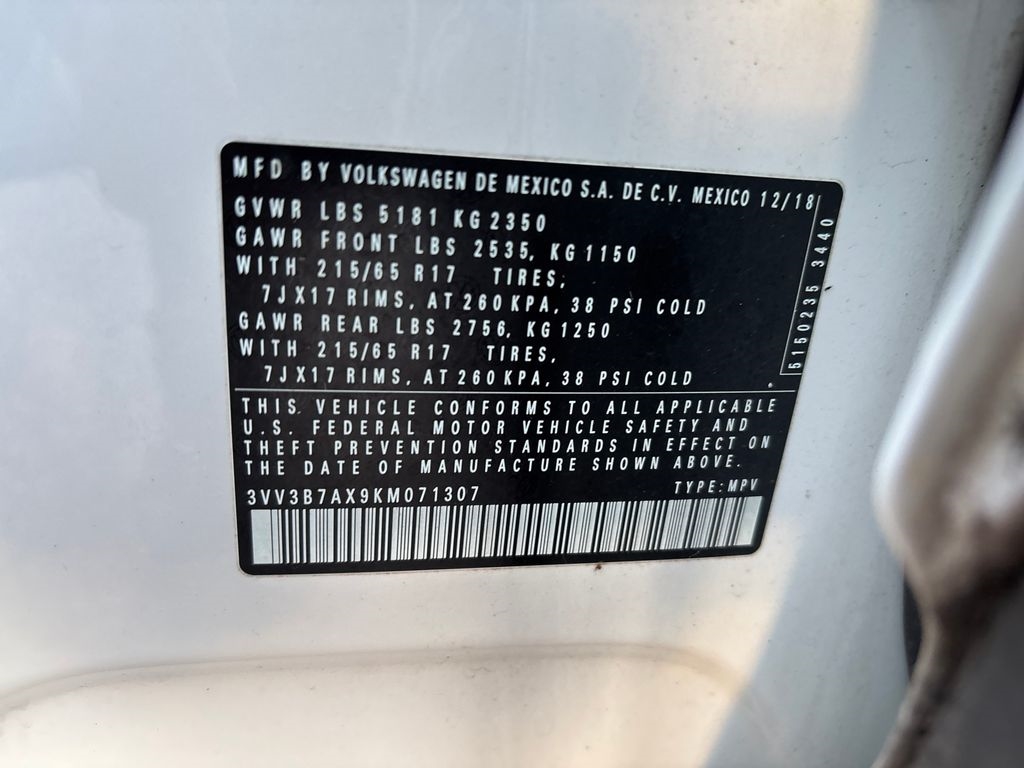 MFD BY VOLKSWAGEN DE MEXICO S.A. DE C.V. MEXICO 12/18
GVWR LBS 5181 KG 2350
GAWR FRONT LBS 2535, KG 1150
WITH 215/65 R17 TIRES,
7JX17 RIMS, AT 260 KPA, 38 PSI COLD
GAWR REAR LBS 2756, KG 1250
WITH 215/65 R17 TIRES,
7JX17 RIMS, AT 260 KPA, 38 PSI COLD
5150235 3440
THIS VEHICLE CONFORMS TO ALL APPLICABLE
U.S. FEDERAL MOTOR VEHICLE SAFETY AND
THEFT PREVENTION STANDARDS IN EFFECT ON
THE DATE OF MANUFACTURE SHOWN ABOVE.
3VV3B7AX9KM071307 TYPE: MPV